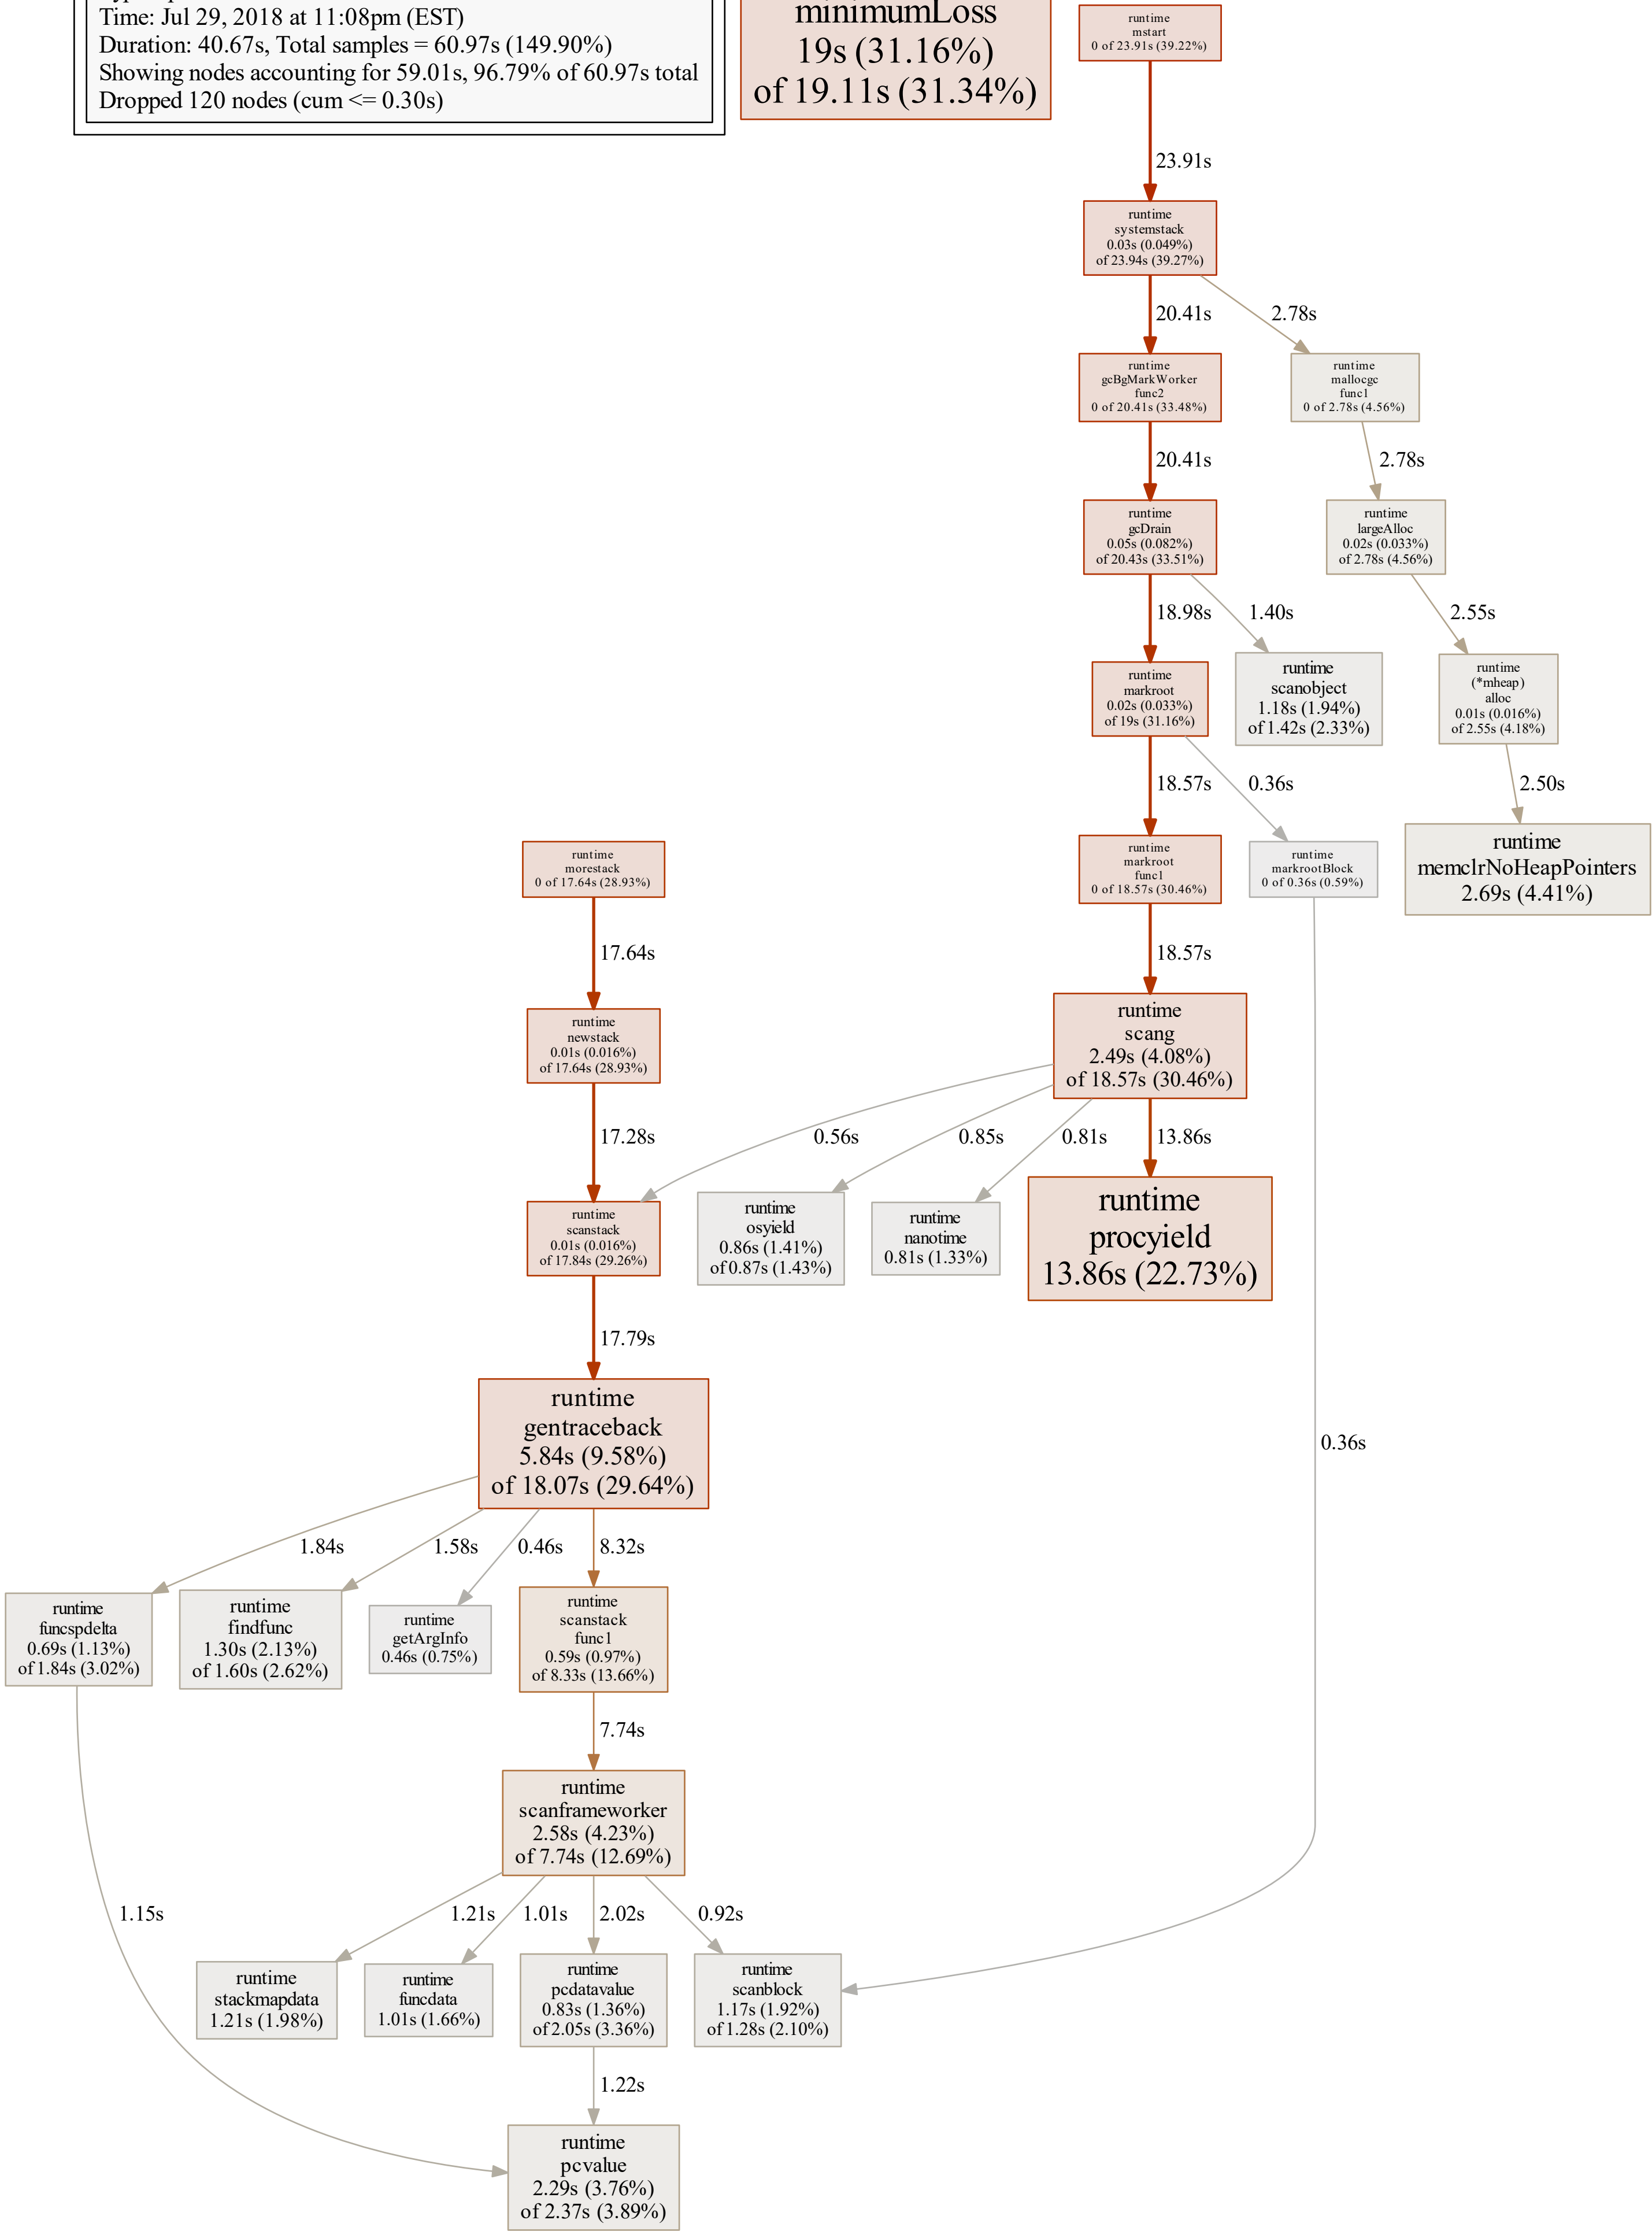 Time: Jul 29, 2018 at 11:08pm (EST)
Duration: 40.67s, Total samples = 60.97s (149.90%)
Showing nodes accounting for 59.01s, 96.79% of 60.97s total
Dropped 120 nodes (cum <= 0.30s)
minimumLoss
19s (31.16%)
of 19.11s (31.34%)
runtime
mstart
0 of 23.91s (39.22%)
23.91s
runtime
systemstack
0.03s (0.049%)
of 23.94s (39.27%)
20.41s
2.78s
runtime
gcBgMarkWorker
func2
0 of 20.41s (33.48%)
runtime
mallocgc
func1
0 of 2.78s (4.56%)
20.41s
2.78s
runtime
gcDrain
0.05s (0.082%)
of 20.43s (33.51%)
runtime
largeAlloc
0.02s (0.033%)
of 2.78s (4.56%)
18.98s
1.40s
2.55s
runtime
markroot
0.02s (0.033%)
of 19s (31.16%)
runtime
scanobject
1.18s (1.94%)
of 1.42s (2.33%)
runtime
(*mheap)
alloc
0.01s (0.016%)
of 2.55s (4.18%)
18.57s
0.36s
2.50s
runtime
morestack
0 of 17.64s (28.93%)
runtime
markroot
func1
0 of 18.57s (30.46%)
runtime
markrootBlock
0 of 0.36s (0.59%)
runtime
memclrNoHeapPointers
2.69s (4.41%)
17.64s
18.57s
runtime
newstack
0.01s (0.016%)
of 17.64s (28.93%)
runtime
scang
2.49s (4.08%)
of 18.57s (30.46%)
17.28s
0.56s
0.85s
0.81s
13.86s
runtime
scanstack
0.01s (0.016%)
of 17.84s (29.26%)
runtime
osyield
0.86s (1.41%)
of 0.87s (1.43%)
runtime
nanotime
0.81s (1.33%)
runtime
procyield
13.86s (22.73%)
17.79s
runtime
gentraceback
5.84s (9.58%)
of 18.07s (29.64%)
0.36s
1.84s
1.58s
0.46s
8.32s
runtime
funcspdelta
0.69s (1.13%)
of 1.84s (3.02%)
runtime
findfunc
1.30s (2.13%)
of 1.60s (2.62%)
runtime
getArgInfo
0.46s (0.75%)
runtime
scanstack
func1
0.59s (0.97%)
of 8.33s (13.66%)
7.74s
runtime
scanframeworker
2.58s (4.23%)
of 7.74s (12.69%)
1.15s
1.21s
1.01s
2.02s
0.92s
runtime
stackmapdata
1.21s (1.98%)
runtime
funcdata
1.01s (1.66%)
runtime
pcdatavalue
0.83s (1.36%)
of 2.05s (3.36%)
runtime
scanblock
1.17s (1.92%)
of 1.28s (2.10%)
1.22s
runtime
pcvalue
2.29s (3.76%)
of 2.37s (3.89%)